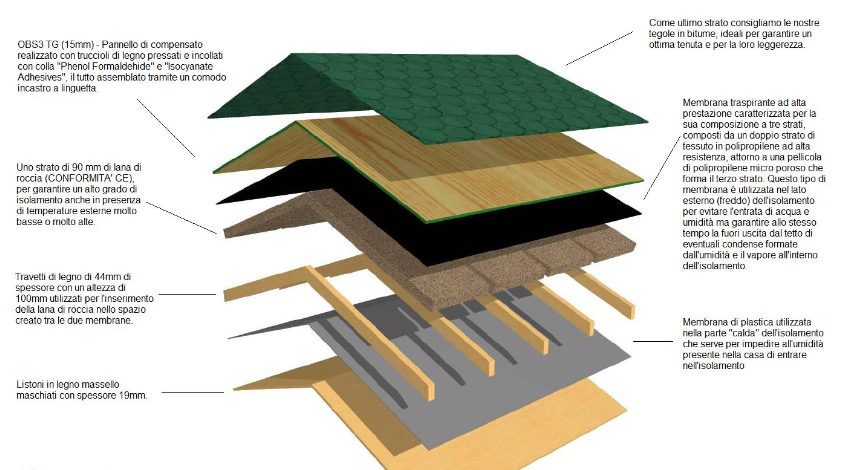 OBS3 TG (15mm) - Pannello di compensato
realizzato con truccioli di legno pressati e incollati
con colla "Phenol Formaldehide" e "Isocyanate
Adhesives", il tutto assemblato tramite un comodo
incastro a linguetta.
Uno strato di 90 mm di lana di
roccia (CONFORMITA' CE),
per garantire un alto grado di
isolamento anche in presenza
di temperature esterne molto
basse o molto alte.
Travetti di legno di 44mm di
spessore con un altezza di
100mm utilizzati per l'inserimento
della lana di roccia nello spazio
creato tra le due membrane.
Listoni in legno massello
maschiati con spessore 19mm.
Come ultimo strato consigliamo le nostre
tegole in bitume, ideali per garantire un
ottima tenuta e per la loro leggerezza.
Membrana traspirante ad alta
prestazione caratterizzata per la
sua composizione a tre strati,
composti da un doppio strato di
tessuto in polipropilene ad alta
resistenza, attorno a una pellicola
di polipropilene micro poroso che
forma il terzo strato. Questo tipo di
membrana è utilizzata nel lato
esterno (freddo) dell'isolamento
per evitare l'entrata di acqua e
umidità ma garantire allo stesso
tempo la fuori uscita dal tetto di
eventuali condense formate
dall'umidità e il vapore all'interno
dell'isolamento.
Membrana di plastica utilizzata
nella parte "calda" dell'isolamento
che serve per impedire all'umidità
presente nella casa di entrare
nell'isolamento